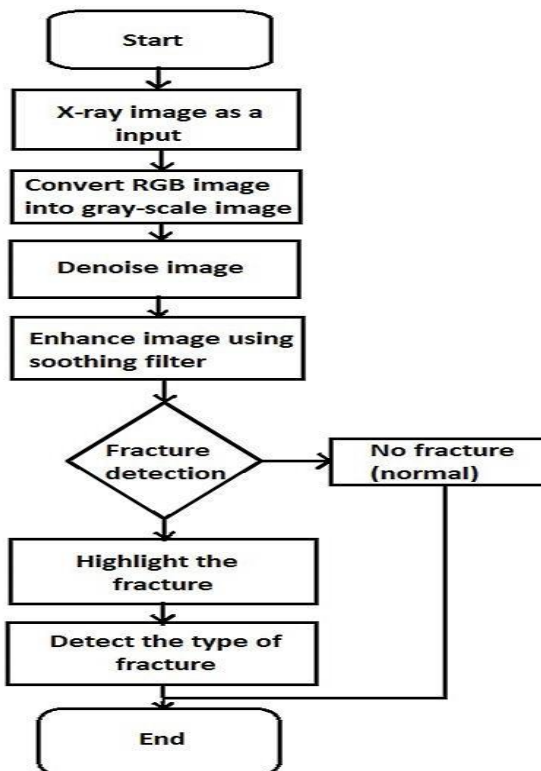 Start
X-ray image as a
input
Convert RGB image
into gray-scale image
Denoise image
Enhance image using
soothing filter
Fracture
detection
No fracture
(normal)
Highlight the
fracture
Detect the type of
fracture
End